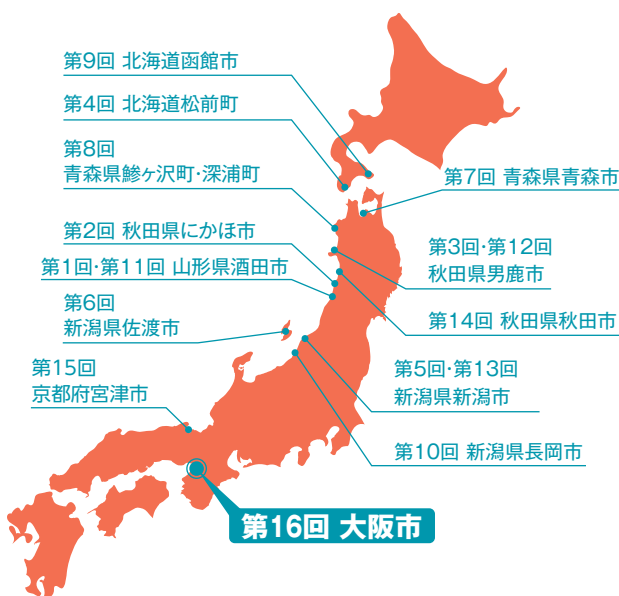 第9回 北海道函館市
第4回 北海道松前町
第8回
青森県鰺ヶ沢町・深浦町
第7回 青森県青森市
第2回 秋田県にかほ市
第3回・第12回
秋田県男鹿市
第1回・第11回 山形県酒田市
第6回
新潟県佐渡市
第14回 秋田県秋田市
第15回
京都府宮津市
第5回・第13回
新潟県新潟市
第10回 新潟県長岡市
第16回 大阪市